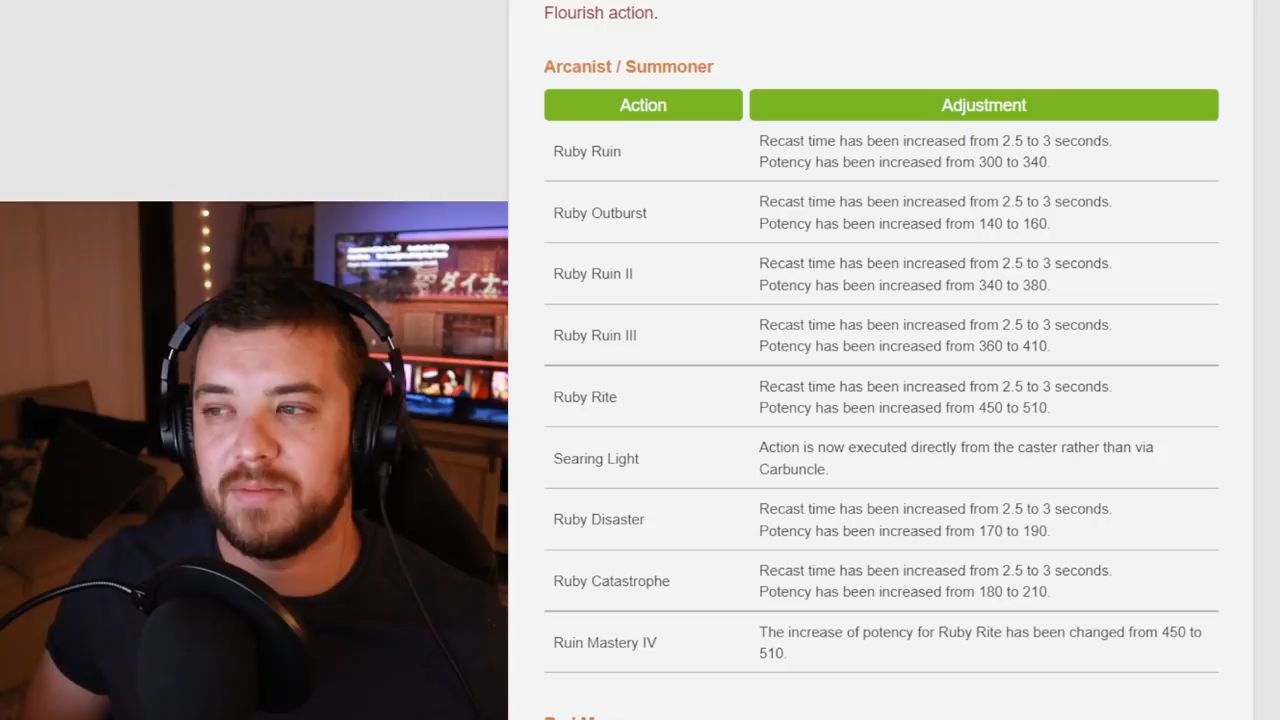 Flourish action.
Arcanist / Summoner
Action
Adjustment
Ruby Ruin
Recast time has been increased from 2.5 to 3 seconds.
Potency has been increased from 300 to 340.
Ruby Outburst
Recast time has been increased from 2.5 to 3 seconds.
Potency has been increased from 140 to 160.
Ruby Ruin II
Recast time has been increased from 2.5 to 3 seconds.
Potency has been increased from 340 to 380.
Ruby Ruin III
Recast time has been increased from 2.5 to 3 seconds.
Potency has been increased from 360 to 410.
Ruby Rite
Recast time has been increased from 2.5 to 3 seconds.
Potency has been increased from 450 to 510.
Searing Light
Action is now executed directly from the caster rather than via
Carbuncle.
Ruby Disaster
Recast time has been increased from 2.5 to 3 seconds.
Potency has been increased from 170 to 190.
Ruby Catastrophe
Recast time has been increased from 2.5 to 3 seconds.
Potency has been increased from 180 to 210.
Ruin Mastery IV
The increase of potency for Ruby Rite has been changed from 450 to
510.
ダイナー